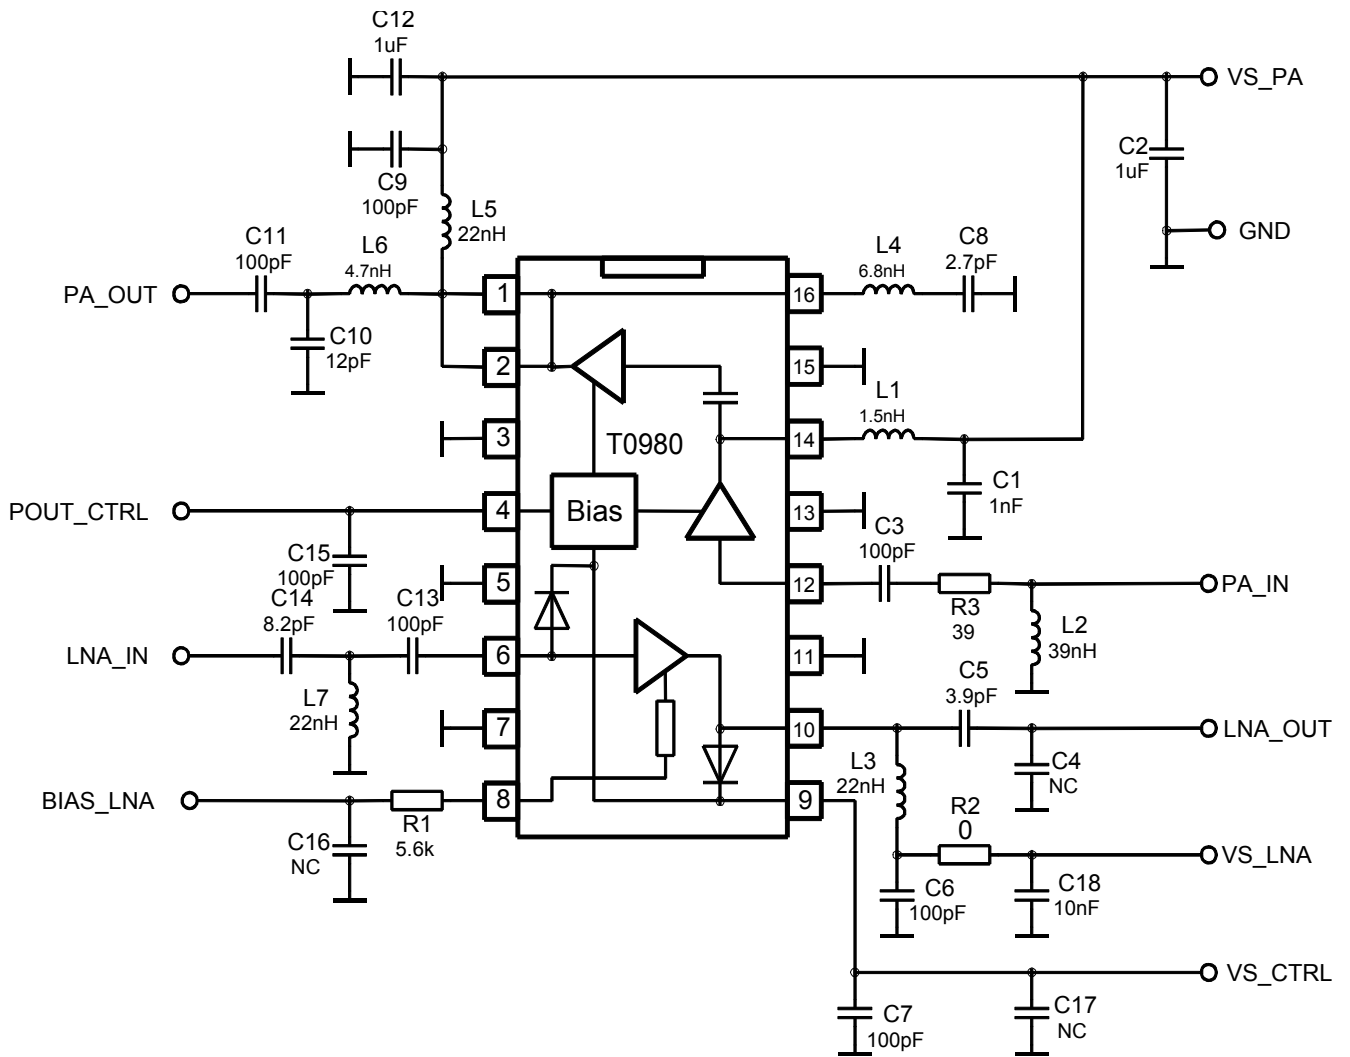 C12
1uF
VS_PA
C2
1uF
C9
100pF
L5
22nH
C11
100pF
L6
4.7nH
L4
6.8nH
C8
2.7pF
GND
PA_OUT
1
16
C10
12pF
2
15
L1
1.5nH
3
T0980
14
C1
1nF
POUT_CTRL
4
Bias
13
C3
100pF
C15
100pF
5
12
PA_IN
R3
39
L2
39nH
C14
8.2pF
C13
100pF
LNA_IN
6
11
C5
3.9pF
L7
22nH
7
10
LNA_OUT
L3
22nH
C4
NC
BIAS_LNA
8
9
R1
5.6k
R2
0
C16
NC
VS_LNA
C6
100pF
C18
10nF
VS_CTRL
C7
100pF
C17
NC